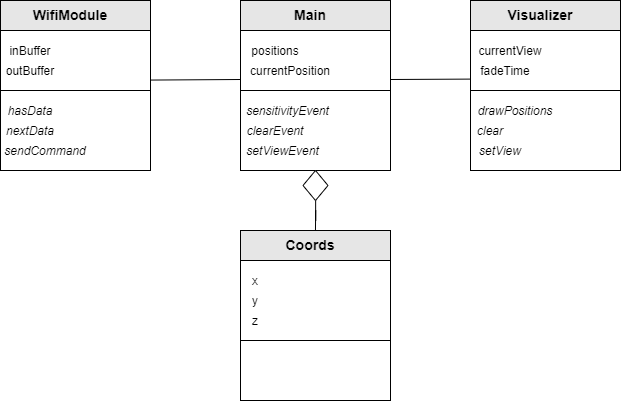 WifiModule
inBuffer
outBuffer
hasData
nextData
sendCommand
Main
positions
currentPosition
sensitivityEvent
clearEvent
setViewEvent
Visualizer
currentView
fadeTime
drawPositions
clear
setView
Coords
x
y
z